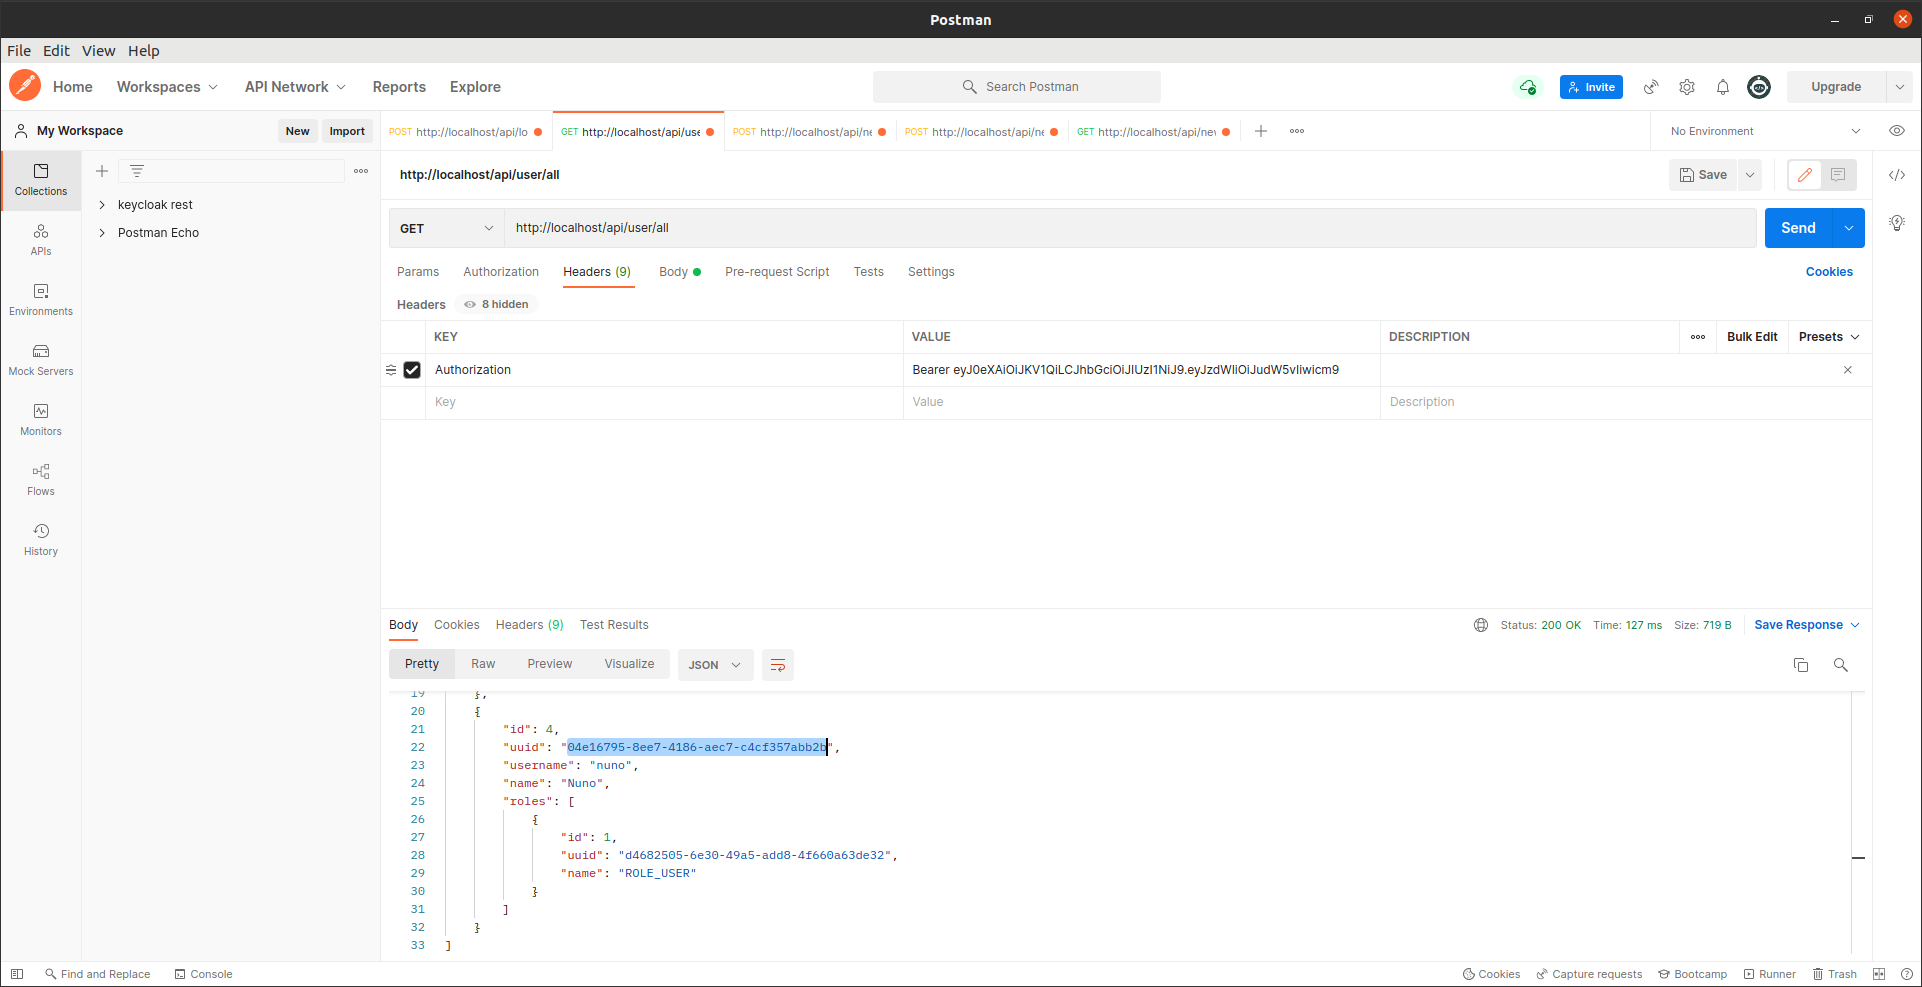 Postman
File Edit View Help
Home Workspaces API Network Reports Explore Search Postman Invite Upgrade
My Workspace New Import
POST http://localhost/api/lo GET http://localhost/api/use POST http://localhost/api/ne POST http://localhost/api/ne GET http://localhost/api/nev ooo No Environment
Collections
APIs
Environments
Mock Servers
Monitors
Flows
History
keycloak rest
Postman Echo
http://localhost/api/user/all Save
GET http://localhost/api/user/all Send
Params Authorization Headers (9) Body Pre-request Script Tests Settings Cookies
Headers 8 hidden
KEY VALUE DESCRIPTION ooo Bulk Edit Presets
Authorization Bearer eyJ0eXAiOiJKV1QiLCJhbGciOiJIUzI1NiJ9.eyJzdWIiOiJudW5vIiwicm9
Key Value Description
Body Cookies Headers (9) Test Results Status: 200 OK Time: 127 ms Size: 719 B Save Response
Pretty Raw Preview Visualize JSON
19 },
20 {
21 "id": 4,
22 "uuid": "04e16795-8ee7-4186-aec7-c4cf357abb2b",
23 "username": "nuno",
24 "name": "Nuno",
25 "roles": [
26 {
27 "id": 1,
28 "uuid": "d4682505-6e30-49a5-add8-4f660a63de32",
29 "name": "ROLE_USER"
30 }
31 ]
32 }
33 ]
Find and Replace Console Cookies Capture requests Bootcamp Runner Trash